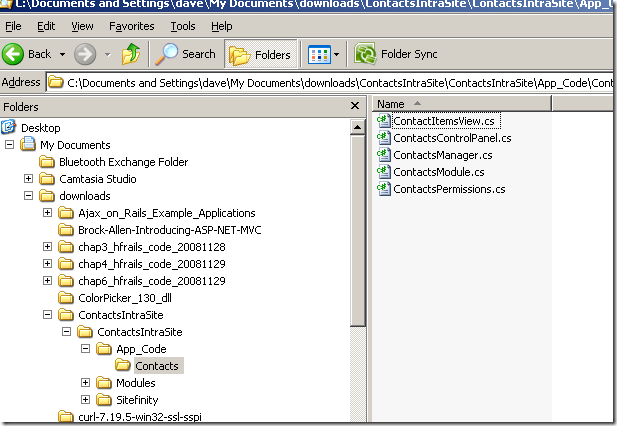 C:\Documents and Settings\dave\My Documents\downloads\ContactsIntraSite\ContactsIntraSite\App_
File Edit View Favorites Tools Help
Back Search Folders Folder Sync
Address C:\Documents and Settings\dave\My Documents\downloads\ContactsIntraSite\ContactsIntraSite\App_Code\Cont
Folders
Desktop
My Documents
Bluetooth Exchange Folder
Camtasia Studio
downloads
Ajax_on_Rails_Example_Applications
Brock-Allen-Introducing-ASP-NET-MVC
chap3_hfrails_code_20081128
chap4_hfrails_code_20081129
chap6_hfrails_code_20081129
ColorPicker_130_dll
ContactsIntraSite
ContactsIntraSite
App_Code
Contacts
Modules
Sitefinity
curl-7.19.5-win32-ssl-sspi
Name
ContactItemsView.cs
ContactsControlPanel.cs
ContactsManager.cs
ContactsModule.cs
ContactsPermissions.cs